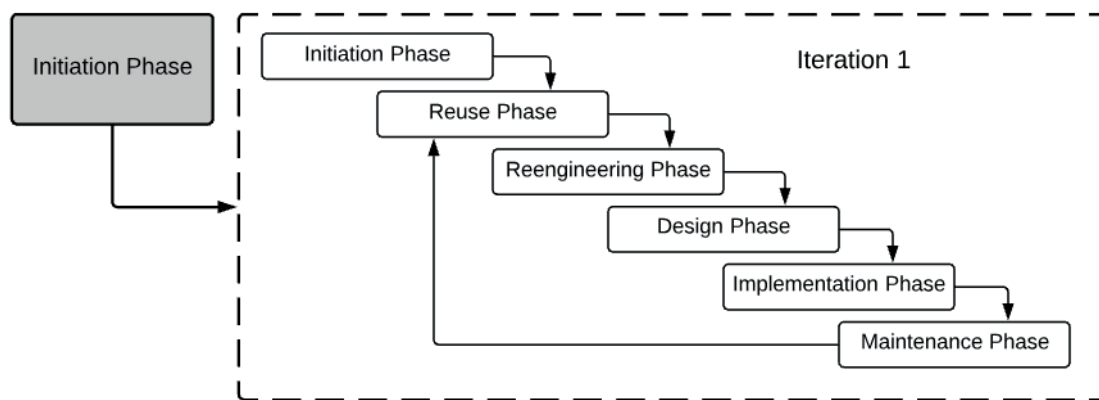 Initiation Phase
Iteration 1
Initiation Phase
Reuse Phase
Reengineering Phase
Design Phase
Implementation Phase
Maintenance Phase